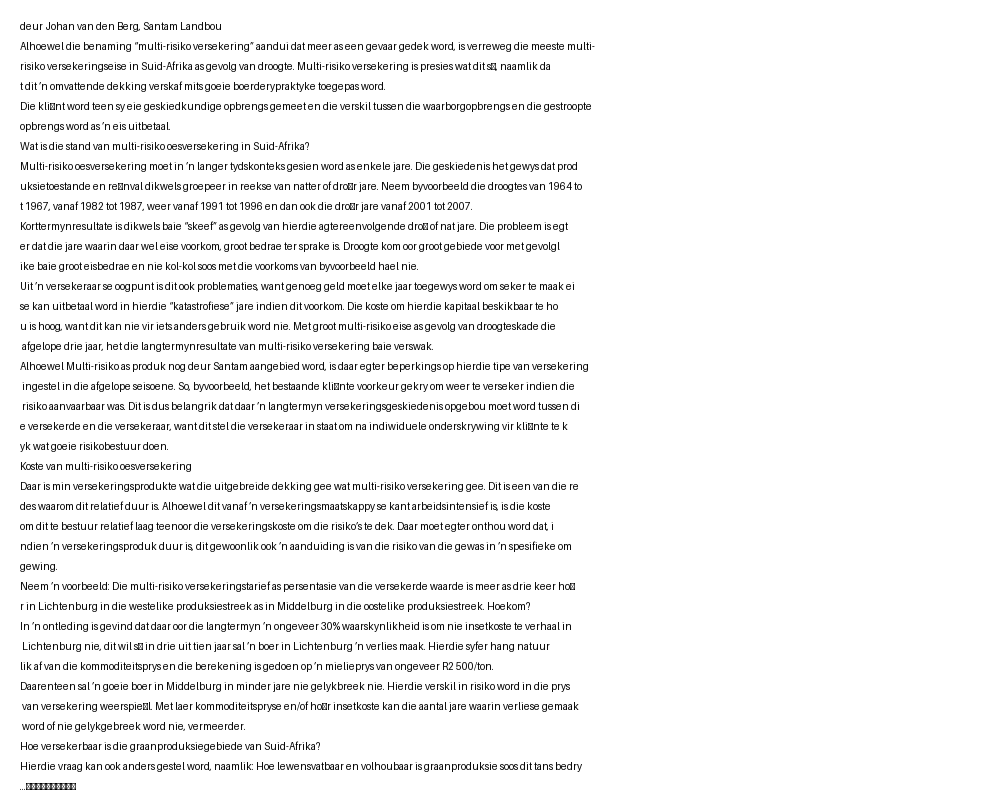 deur Johan van den Berg, Santam Landbou
Alhoewel die benaming "multi-risiko versekering" aandui dat meer as een gevaar gedek word, is verreweg die meeste multi-
risiko versekeringseise in Suid-Afrika as gevolg van droogte. Multi-risiko versekering is presies wat dit s▯, naamlik da
t dit 'n omvattende dekking verskaf mits goeie boerderypraktyke toegepas word.
Die kli▯nt word teen sy eie geskiedkundige opbrengs gemeet en die verskil tussen die waarborgopbrengs en die gestroopte
opbrengs word as 'n eis uitbetaal.
Wat is die stand van multi-risiko oesversekering in Suid-Afrika?
Multi-risiko oesversekering moet in 'n langer tydskonteks gesien word as enkele jare. Die geskiedenis het gewys dat prod
uksietoestande en re▯nval dikwels groepeer in reekse van natter of dro▯r jare. Neem byvoorbeeld die droogtes van 1964 to
t 1967, vanaf 1982 tot 1987, weer vanaf 1991 tot 1996 en dan ook die dro▯r jare vanaf 2001 tot 2007.
Korttermynresultate is dikwels baie "skeef" as gevolg van hierdie agtereenvolgende dro▯ of nat jare. Die probleem is egt
er dat die jare waarin daar wel eise voorkom, groot bedrae ter sprake is. Droogte kom oor groot gebiede voor met gevolgl
ike baie groot eisbedrae en nie kol-kol soos met die voorkoms van byvoorbeeld hael nie.
Uit 'n versekeraar se oogpunt is dit ook problematies, want genoeg geld moet elke jaar toegewys word om seker te maak ei
se kan uitbetaal word in hierdie "katastrofiese" jare indien dit voorkom. Die koste om hierdie kapitaal beskikbaar te ho
u is hoog, want dit kan nie vir iets anders gebruik word nie. Met groot multi-risiko eise as gevolg van droogteskade die
afgelope drie jaar, het die langtermynresultate van multi-risiko versekering baie verswak.
Alhoewel Multi-risiko as produk nog deur Santam aangebied word, is daar egter beperkings op hierdie tipe van versekering
ingestel in die afgelope seisoene. So, byvoorbeeld, het bestaande kli▯nte voorkeur gekry om weer te verseker indien die
risiko aanvaarbaar was. Dit is dus belangrik dat daar 'n langtermyn versekeringsgeskiedenis opgebou moet word tussen di
e versekerde en die versekeraar, want dit stel die versekeraar in staat om na individuele onderskrywing vir kli▯nte te k
yk wat goeie risikobestuur doen.
Koste van multi-risiko oesversekering
Daar is min versekeringsprodukte wat die uitgebreide dekking gee wat multi-risiko versekering gee. Dit is een van die re
des waarom dit relatief duur is. Alhoewel dit vanaf 'n versekeringsmaatskappy se kant arbeidsintensief is, is die koste
om dit te bestuur relatief laag teenoor die versekeringskoste om die risiko's te dek. Daar moet egter onthou word dat, i
ndien 'n versekeringsproduk duur is, dit gewoonlik ook 'n aanduiding is van die risiko van die gewas in 'n spesifieke om
gewing.
Neem 'n voorbeeld: Die multi-risiko versekeringstarief as persentasie van die versekerde waarde is meer as drie keer ho▯
r in Lichtenburg in die westelike produksiestreek as in Middelburg in die oostelike produksiestreek. Hoekom?
In 'n ontleding is gevind dat daar oor die langtermyn 'n ongeveer 30% waarskynlikheid is om nie insetkoste te verhaal in
Lichtenburg nie, dit wil s▯ in drie uit tien jaar sal 'n boer in Lichtenburg 'n verlies maak. Hierdie syfer hang natuur
lik af van die kommoditeitsprys en die berekening is gedoen op 'n mielieprys van ongeveer R2 500/ton.
Daarenteen sal 'n goeie boer in Middelburg in minder jare nie gelykbreek nie. Hierdie verskil in risiko word in die prys
van versekering weerspie▯l. Met laer kommoditeitspryse en/of ho▯r insetkoste kan die aantal jare waarin verliese gemaak
word of nie gelykgebreek word nie, vermeerder.
Hoe versekerbaar is die graanproduksiegebiede van Suid-Afrika?
Hierdie vraag kan ook anders gestel word, naamlik: Hoe lewensvatbaar en volhoubaar is graanproduksie soos dit tans bedry
...